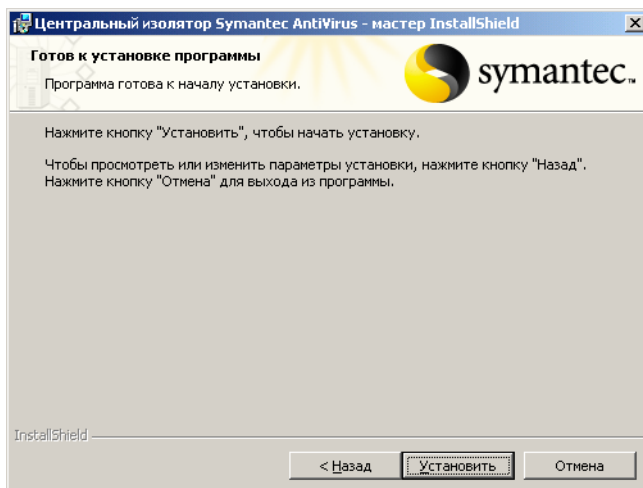 Центральный изолятор Symantec AntiVirus - мастер InstallShield
Готов к установке программы
Программа готова к началу установки.
symantec™
Нажмите кнопку "Установить", чтобы начать установку.
Чтобы просмотреть или изменить параметры установки, нажмите кнопку "Назад".
Нажмите кнопку "Отмена" для выхода из программы.
InstallShield
< Назад
Установить
Отмена